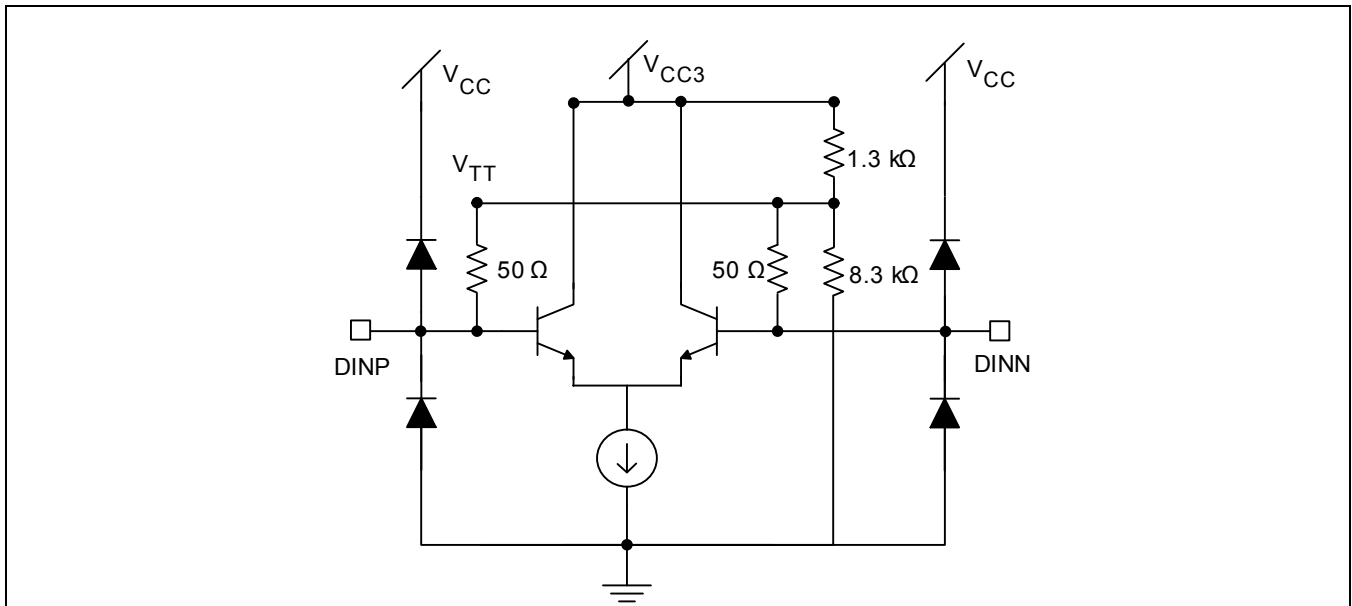 VCC
VCC3
VCC
1.3 kΩ
VTT
50 Ω
50 Ω
8.3 kΩ
DINP
DINN